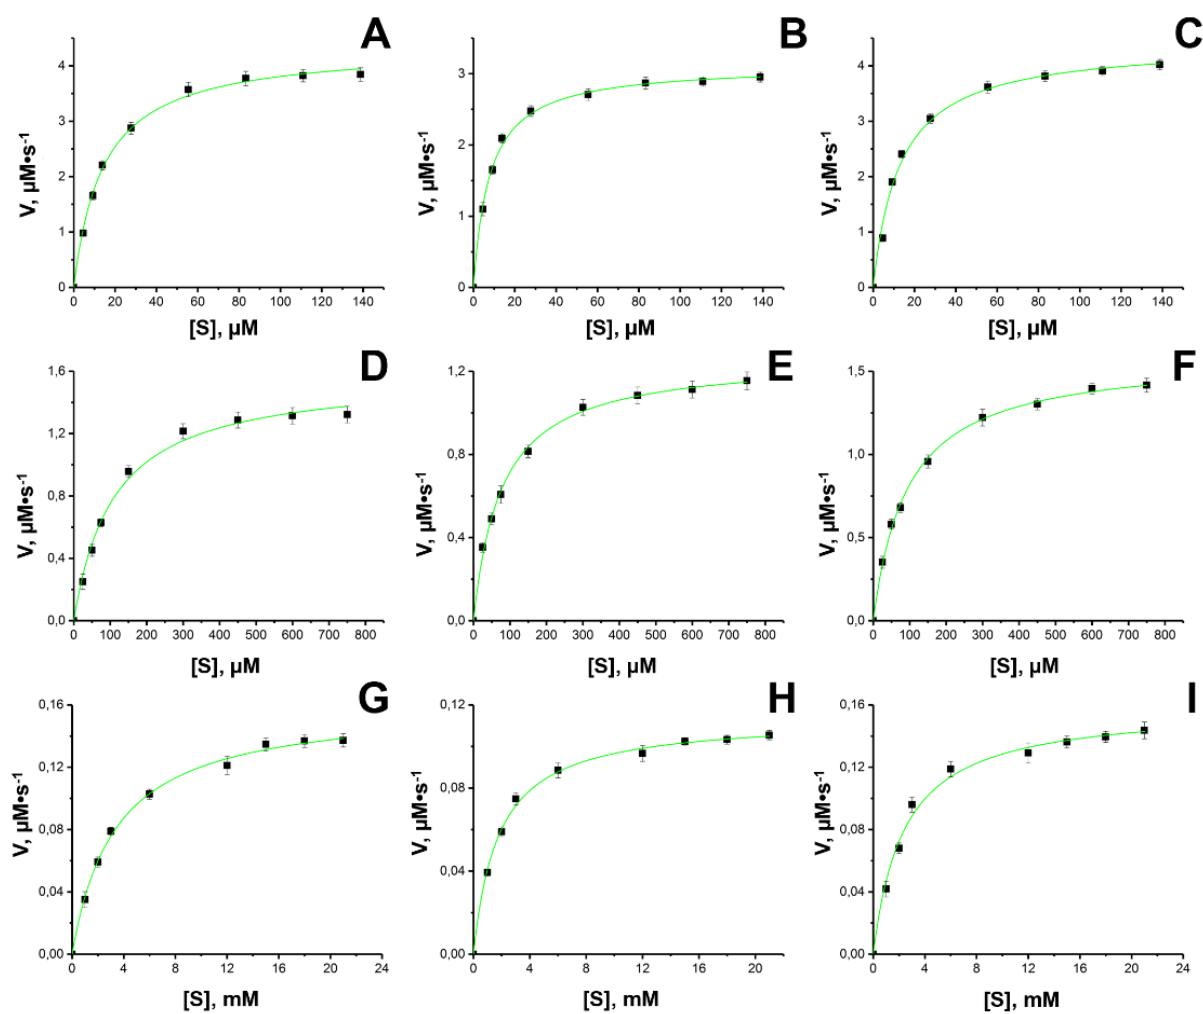 A
B
C
V, µM•s⁻¹
4
3
2
1
0
V, µM•s⁻¹
3
2
1
0
V, µM•s⁻¹
4
3
2
1
0
0 20 40 60 80 100 120 140
0 20 40 60 80 100 120 140
0 20 40 60 80 100 120 140
[S], µM
[S], µM
[S], µM
D
E
F
V, µM•s⁻¹
1,6
1,2
0,8
0,4
0,0
V, µM•s⁻¹
1,2
0,8
0,4
0,0
V, µM•s⁻¹
1,5
1,0
0,5
0,0
0 100 200 300 400 500 600 700 800
0 100 200 300 400 500 600 700 800
0 100 200 300 400 500 600 700 800
[S], µM
[S], µM
[S], µM
G
H
I
V, µM•s⁻¹
0,16
0,12
0,08
0,04
0,00
V, µM•s⁻¹
0,12
0,08
0,04
0,00
V, µM•s⁻¹
0,16
0,12
0,08
0,04
0,00
0 4 8 12 16 20 24
0 4 8 12 16 20
0 4 8 12 16 20 24
[S], mM
[S], mM
[S], mM